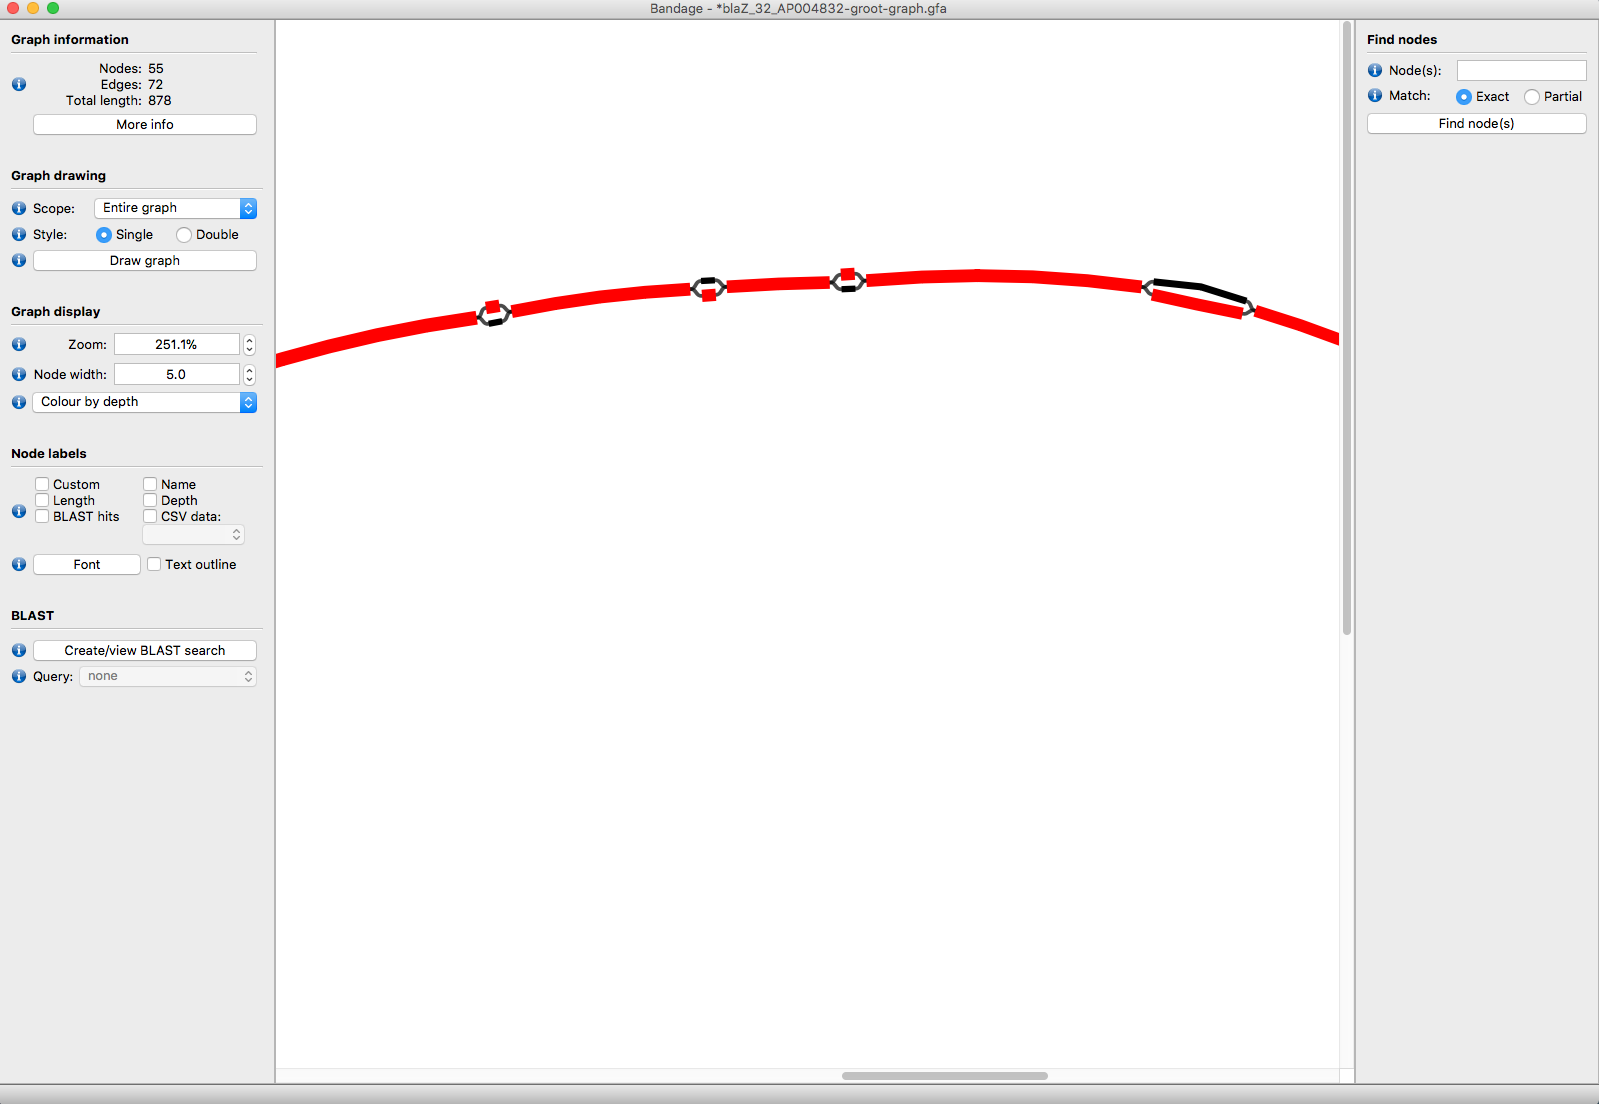 Bandage - *blaZ_32_AP004832-groot-graph.gfa
Graph information
Nodes: 55
Edges: 72
Total length: 878
More info
Graph drawing
Scope: Entire graph
Style: Single Double
Draw graph
Graph display
Zoom: 251.1%
Node width: 5.0
Colour by depth
Node labels
Custom Name
Length Depth
BLAST hits CSV data:
Font Text outline
BLAST
Create/view BLAST search
Query: none
Find nodes
Node(s):
Match: Exact Partial
Find node(s)